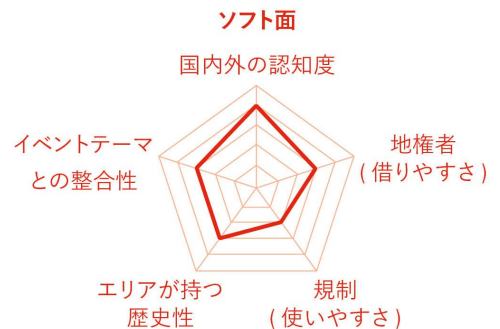 ソフト面
国内外の認知度
イベントテーマ
との整合性
地権者
(借りやすさ)
エリアが持つ
歴史性
規制
(使いやすさ)